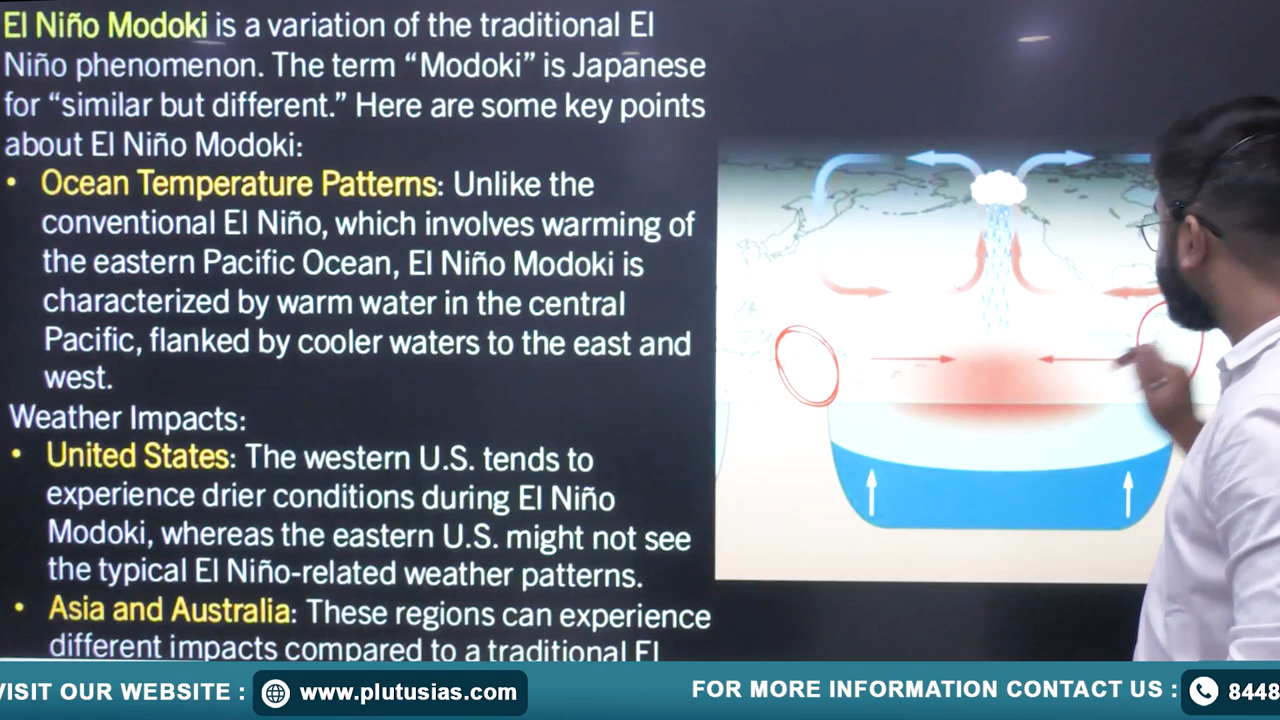 El Niño Modoki is a variation of the traditional El
Niño phenomenon. The term “Modoki” is Japanese
for “similar but different.” Here are some key points
about El Niño Modoki:
• Ocean Temperature Patterns: Unlike the
conventional El Niño, which involves warming of
the eastern Pacific Ocean, El Niño Modoki is
characterized by warm water in the central
Pacific, flanked by cooler waters to the east and
west.
Weather Impacts:
• United States: The western U.S. tends to
experience drier conditions during El Niño
Modoki, whereas the eastern U.S. might not see
the typical El Niño-related weather patterns.
• Asia and Australia: These regions can experience
different impacts compared to a traditional El
VISIT OUR WEBSITE : www.plutusias.com
FOR MORE INFORMATION CONTACT US : 8448